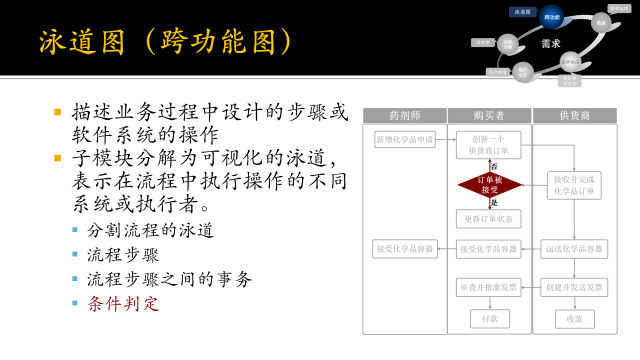 泳道图（跨功能图）
泳道图
跨功能
需求
描述业务过程中设计的步骤或
软件系统的操作
子模块分解为可视化的泳道，
表示在流程中执行操作的不同
系统或执行者。
分割流程的泳道
流程步骤
流程步骤之间的事务
条件判定
药剂师
购买者
供货商
新增化学品申请
创新一个
供货商订单
否
订单被
接受
接收并完成
化学品订单
是
更新订单状态
接受化学品容器
接受化学品容器
运送化学品容器
审查并批准发票
创建并发送发票
付款
收款